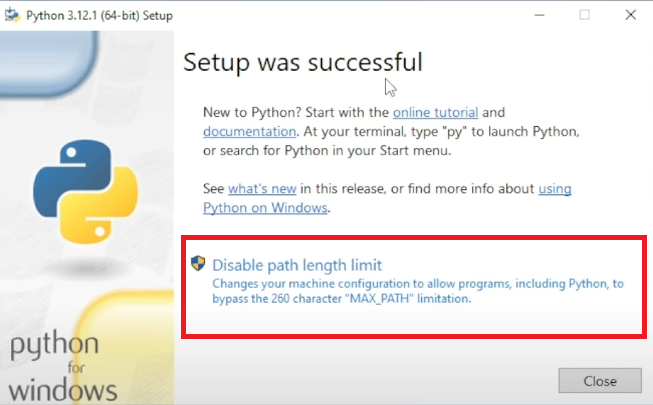 Python 3.12.1 (64-bit) Setup
Setup was successful
New to Python? Start with the online tutorial and
documentation. At your terminal, type "py" to launch Python,
or search for Python in your Start menu.
See what's new in this release, or find more info about using
Python on Windows.
Disable path length limit
Changes your machine configuration to allow programs, including Python, to
bypass the 260 character "MAX_PATH" limitation.
python
for
windows
Close